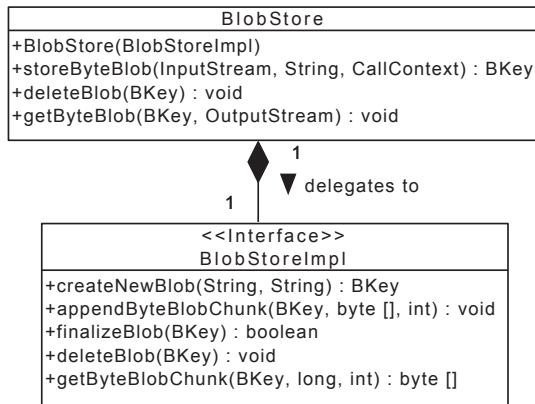 BlobStore
+BlobStore(BlobStoreImpl)
+storeByteBlob(InputStream, String, CallContext) : BKey
+deleteBlob(BKey) : void
+getByteBlob(BKey, OutputStream) : void
1
delegates to
1
<<Interface>>
BlobStoreImpl
+createNewBlob(String, String) : BKey
+appendByteBlobChunk(BKey, byte [], int) : void
+finalizeBlob(BKey) : boolean
+deleteBlob(BKey) : void
+getByteBlobChunk(BKey, long, int) : byte []